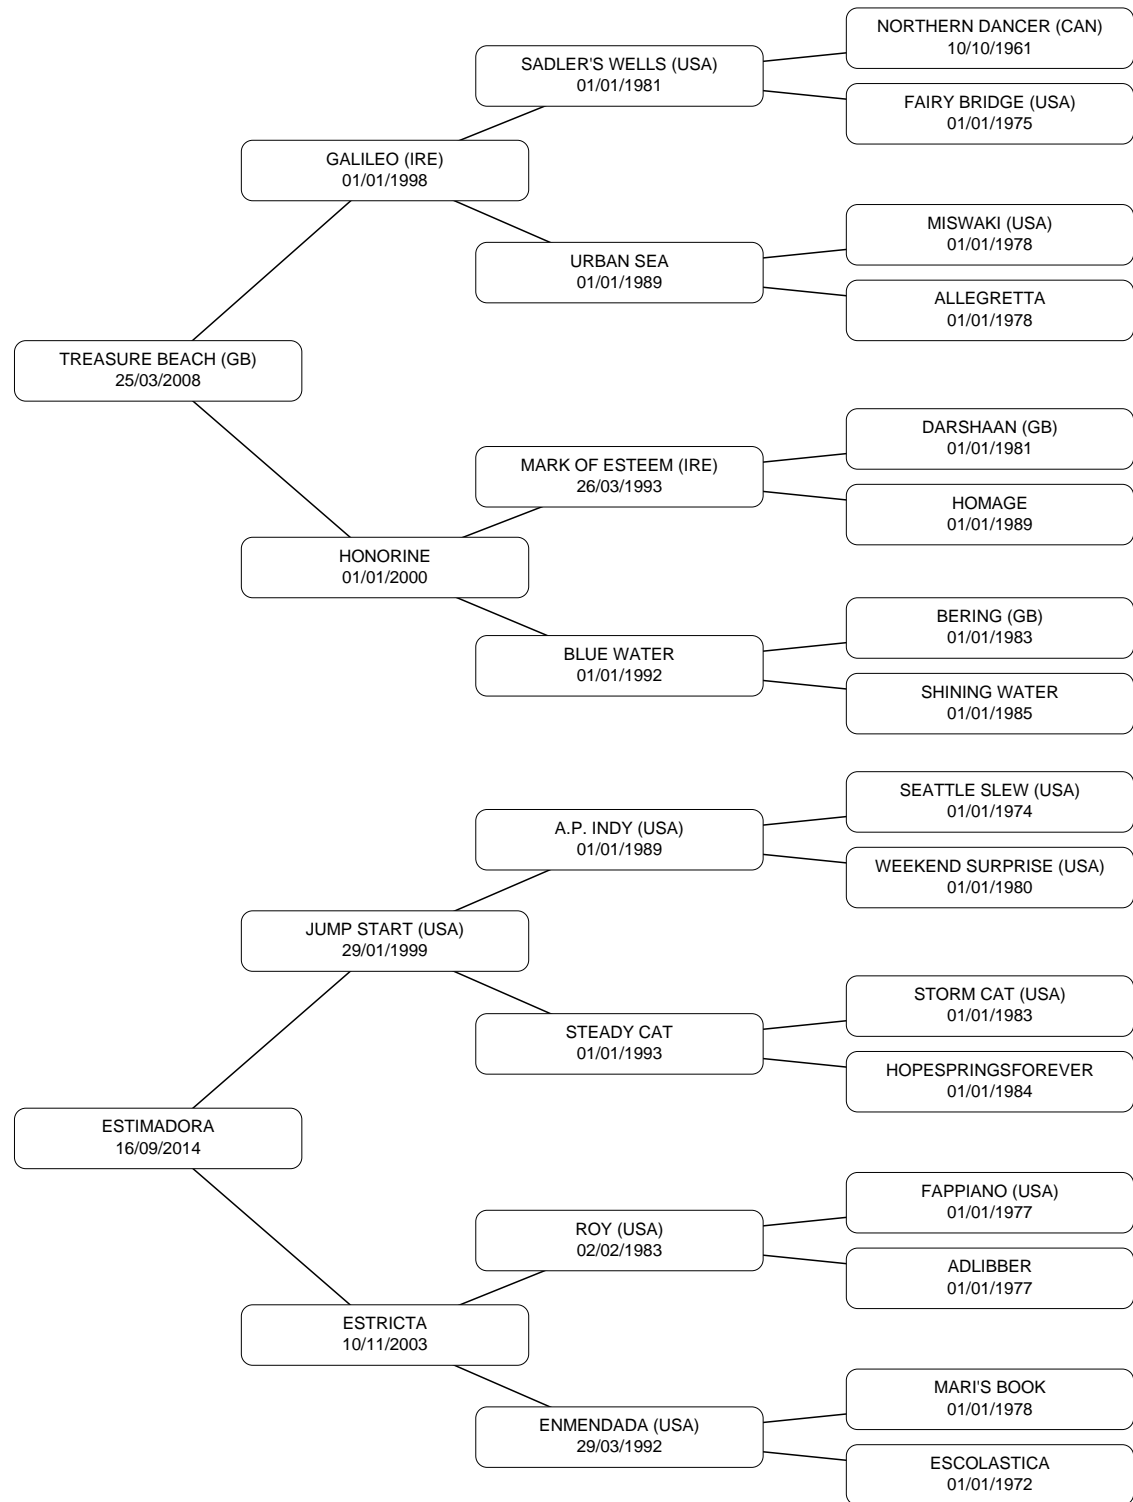 NORTHERN DANCER (CAN)
10/10/1961
SADLER'S WELLS (USA)
01/01/1981
FAIRY BRIDGE (USA)
01/01/1975
GALILEO (IRE)
01/01/1998
MISWAKI (USA)
01/01/1978
URBAN SEA
01/01/1989
ALLEGRETTA
01/01/1978
TREASURE BEACH (GB)
25/03/2008
DARSHAAN (GB)
01/01/1981
MARK OF ESTEEM (IRE)
26/03/1993
HOMAGE
01/01/1989
HONORINE
01/01/2000
BERING (GB)
01/01/1983
BLUE WATER
01/01/1992
SHINING WATER
01/01/1985
SEATTLE SLEW (USA)
01/01/1974
A.P. INDY (USA)
01/01/1989
WEEKEND SURPRISE (USA)
01/01/1980
JUMP START (USA)
29/01/1999
STORM CAT (USA)
01/01/1983
STEADY CAT
01/01/1993
HOPESPRINGSFOREVER
01/01/1984
ESTIMADORA
16/09/2014
FAPPIANO (USA)
01/01/1977
ROY (USA)
02/02/1983
ADLIBBER
01/01/1977
ESTRICTA
10/11/2003
MARI'S BOOK
01/01/1978
ENMENDADA (USA)
29/03/1992
ESCOLASTICA
01/01/1972